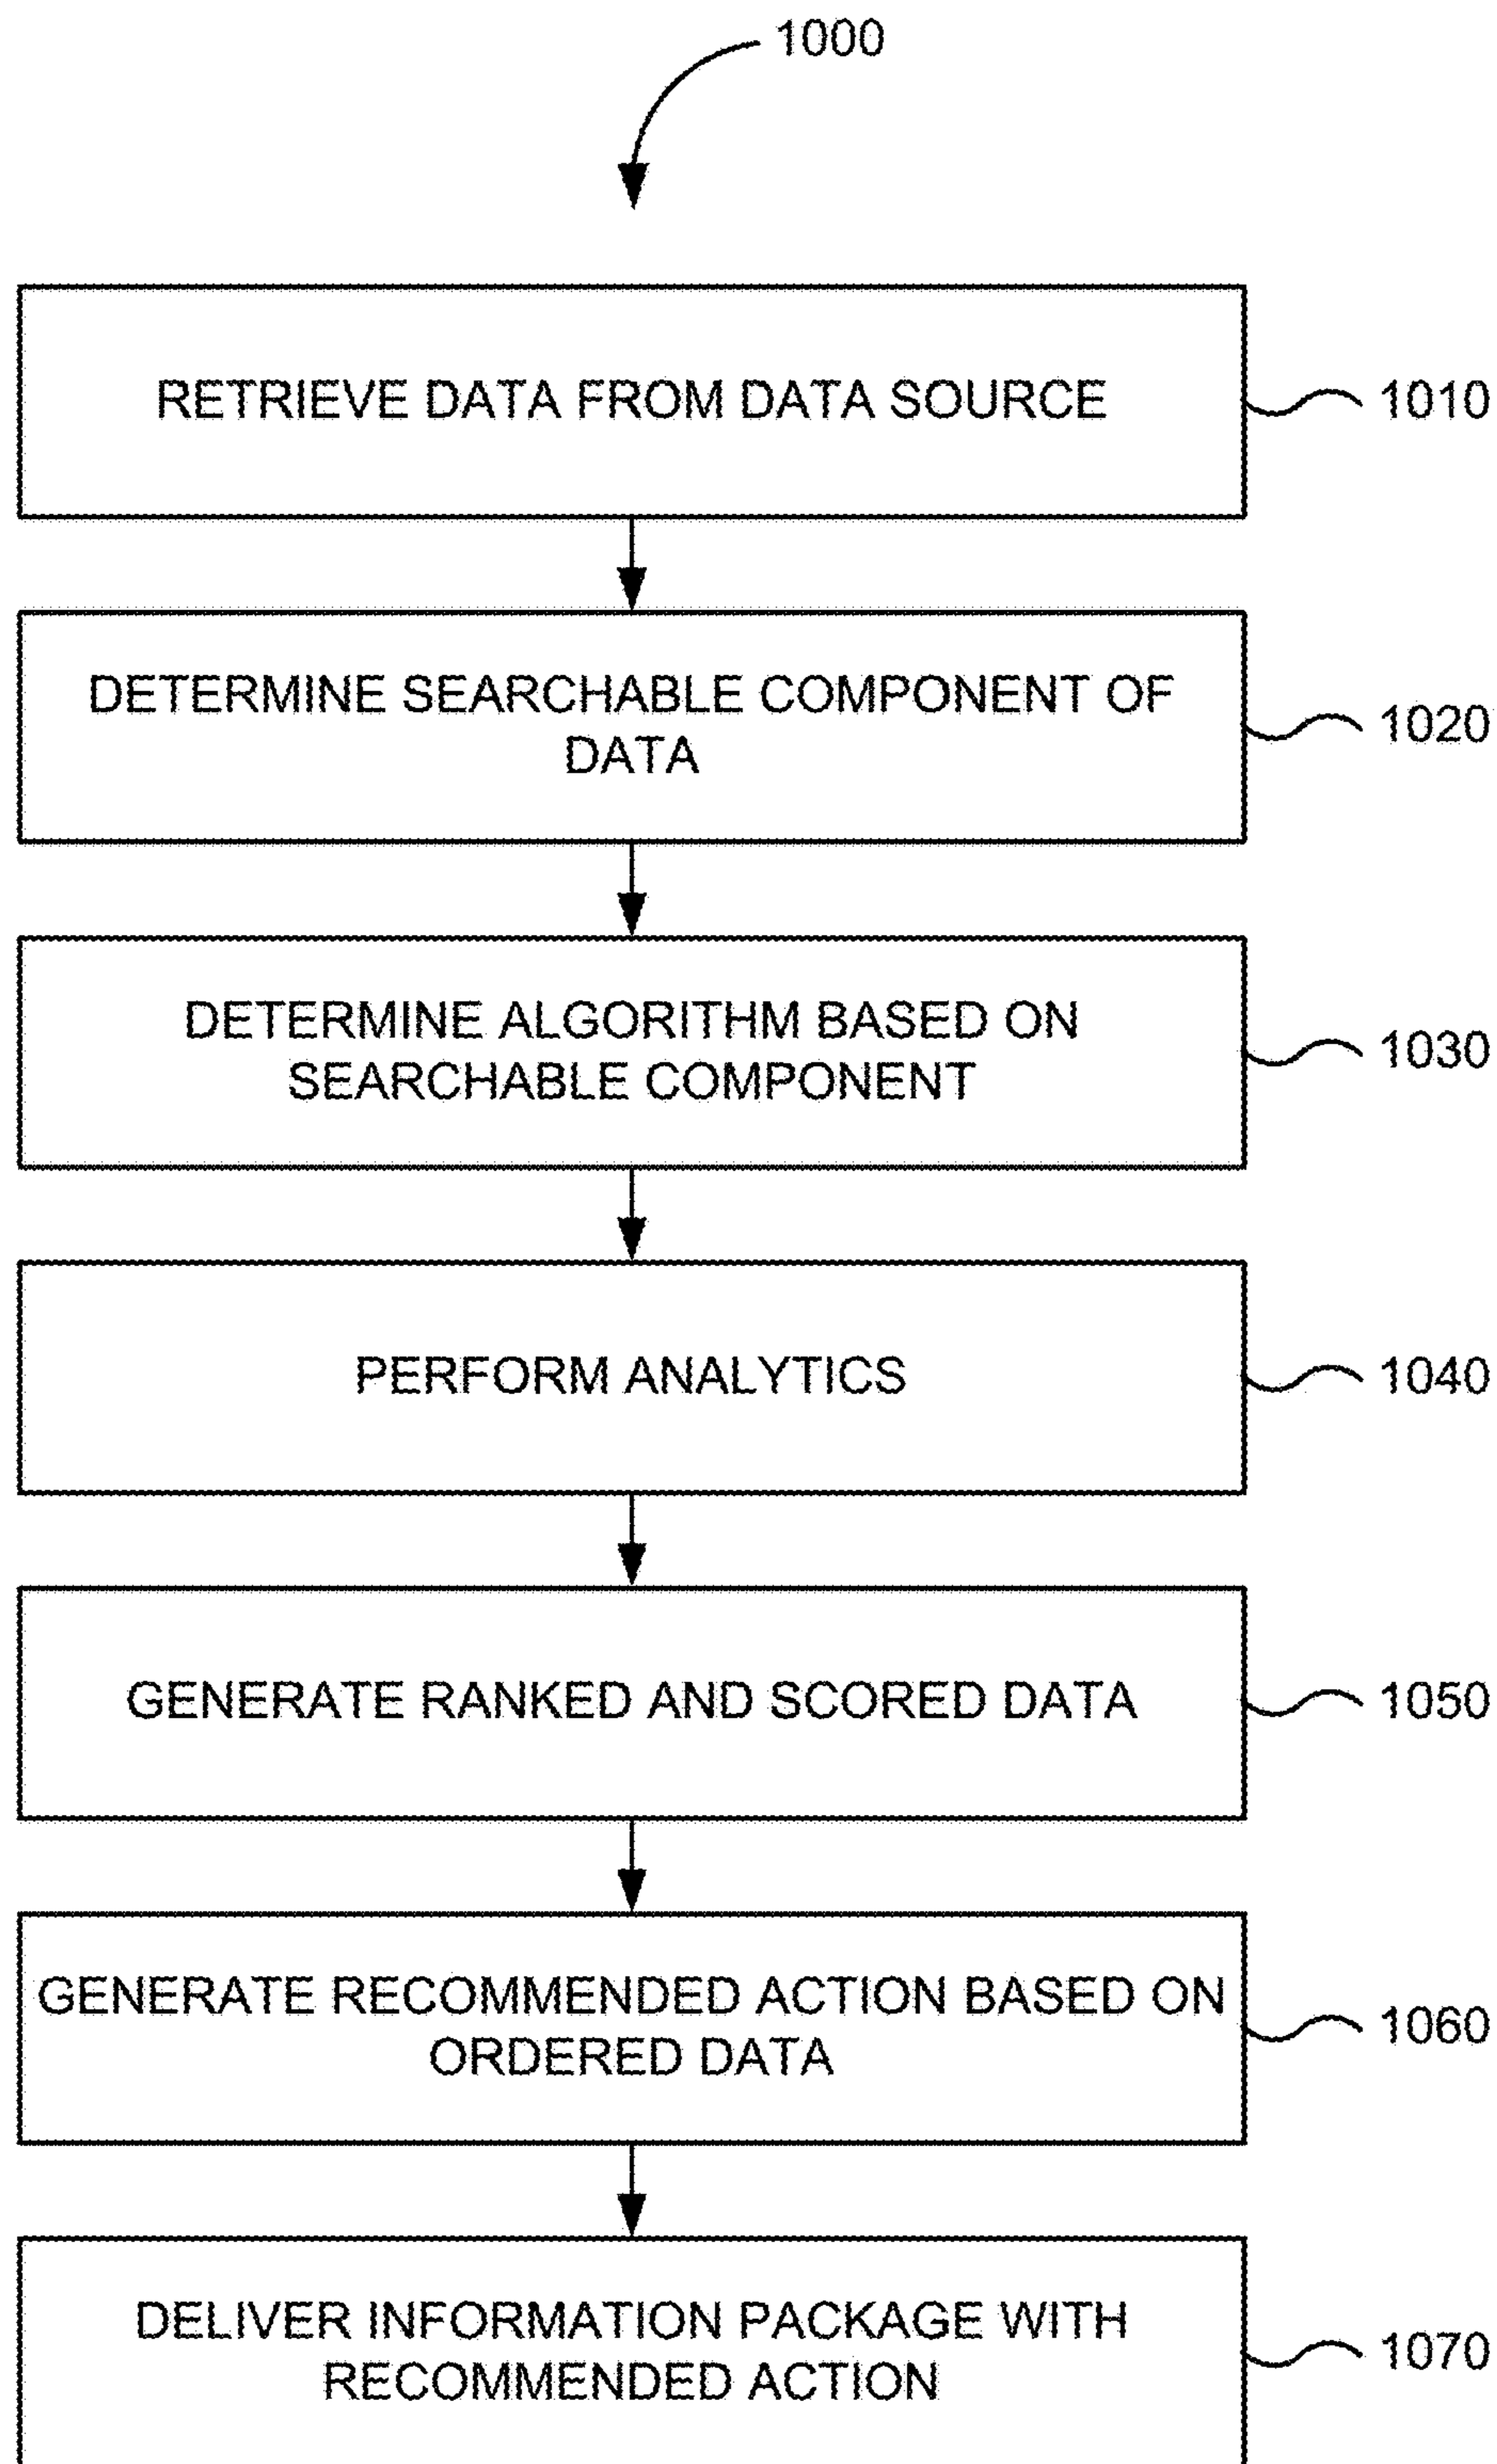 1000
RETRIEVE DATA FROM DATA SOURCE
1010
DETERMINE SEARCHABLE COMPONENT OF
DATA
1020
DETERMINE ALGORITHM BASED ON
SEARCHABLE COMPONENT
1030
PERFORM ANALYTICS
1040
GENERATE RANKED AND SCORED DATA
1050
GENERATE RECOMMENDED ACTION BASED ON
ORDERED DATA
1060
DELIVER INFORMATION PACKAGE WITH
RECOMMENDED ACTION
1070